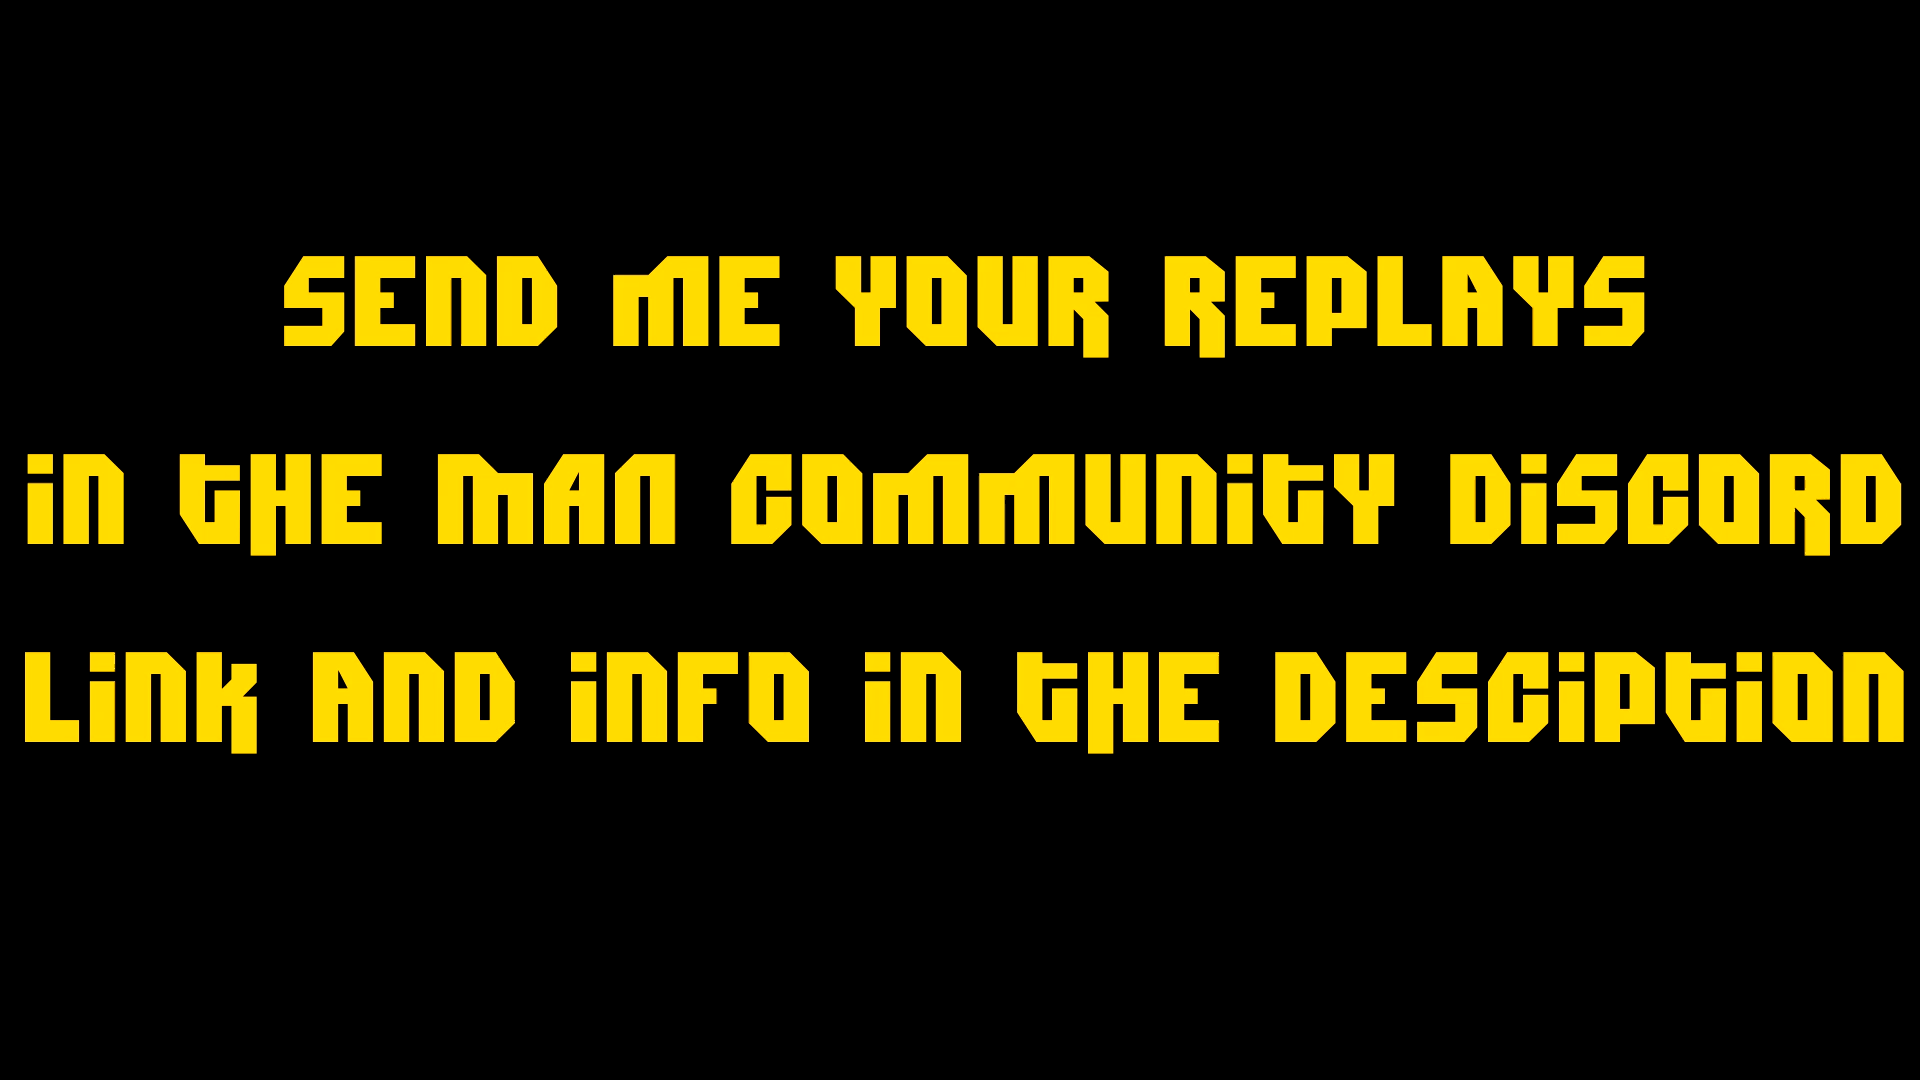 SEND ME YOUR REPLAYS
iN tHE MAN COMMUNitY DiSCORD
LiNk AND iNFO iN tHE DESCiPtiON